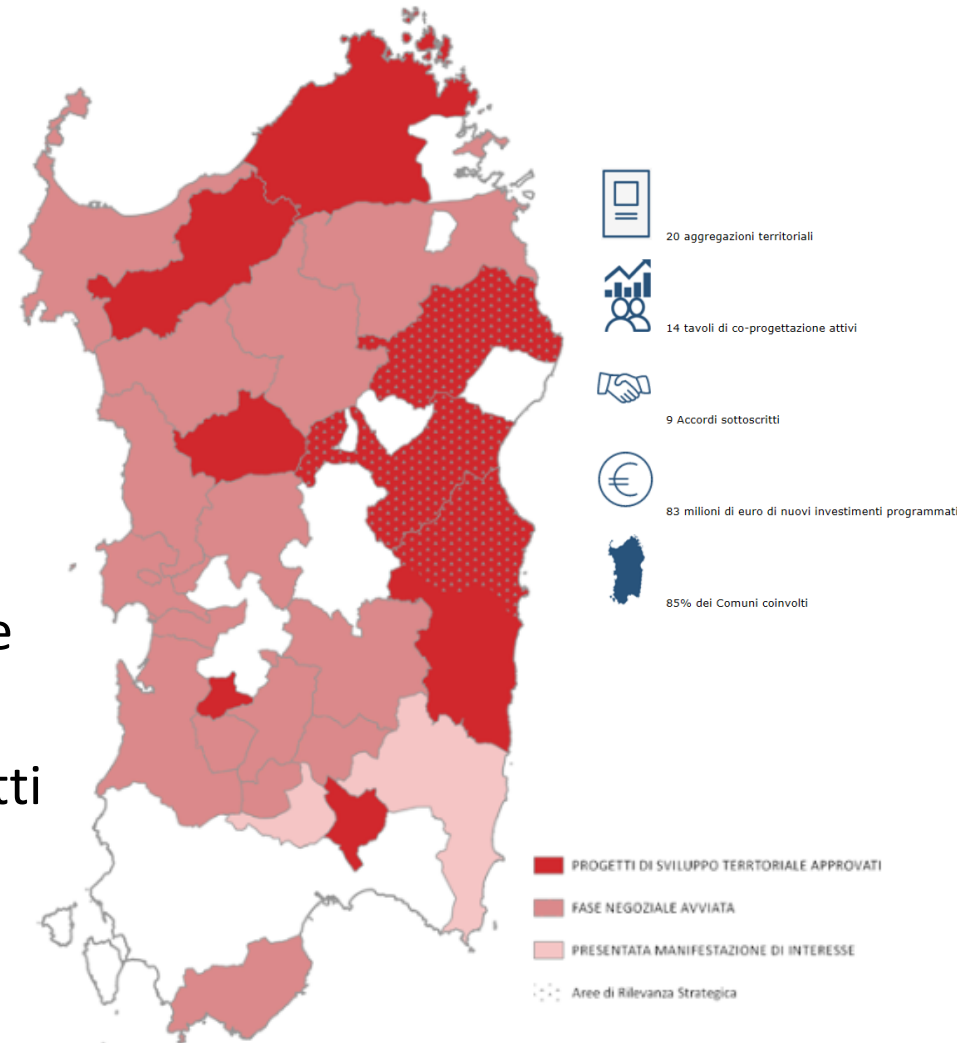 20 aggregazioni territoriali
14 tavoli di co-progettazione attivi
9 Accordi sottoscritti
83 milioni di euro di nuovi investimenti programmati
85% dei Comuni coinvolti
e
tti
PROGETTI DI SVILUPPO TERRTORIALE APPROVATI
FASE NEGOZIALE AVVIATA
PRESENTATA MANIFESTAZIONE DI INTERESSE
Aree di Rilevanza Strategica